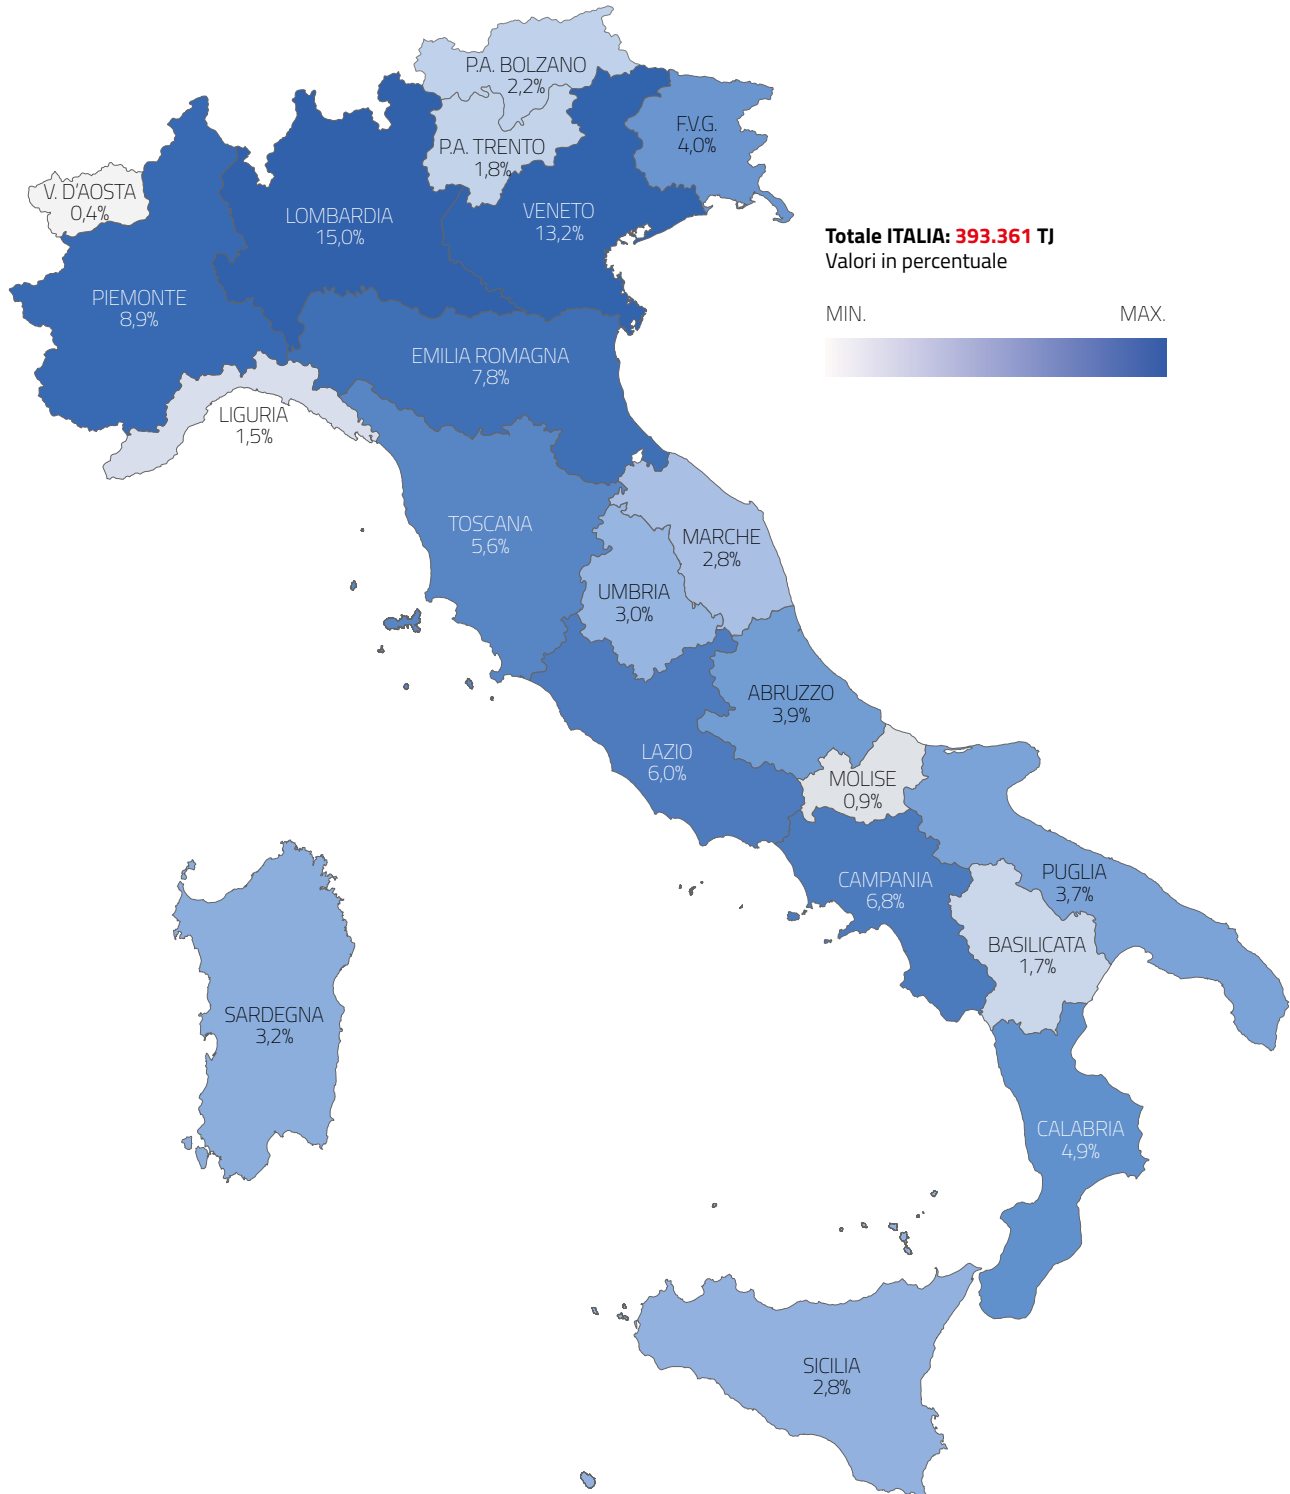 P.A. BOLZANO
2,2%
F.V.G.
4,0%
P.A. TRENTO
1,8%
V. D'AOSTA
0,4%
LOMBARDIA
15,0%
VENETO
13,2%
Totale ITALIA: 393.361 TJ
Valori in percentuale
MIN. MAX.
PIEMONTE
8,9%
EMILIA ROMAGNA
7,8%
LIGURIA
1,5%
TOSCANA
5,6%
MARCHE
2,8%
UMBRIA
3,0%
ABRUZZO
3,9%
LAZIO
6,0%
MOLISE
0,9%
CAMPANIA
6,8%
PUGLIA
3,7%
BASILICATA
1,7%
SARDEGNA
3,2%
CALABRIA
4,9%
SICILIA
2,8%